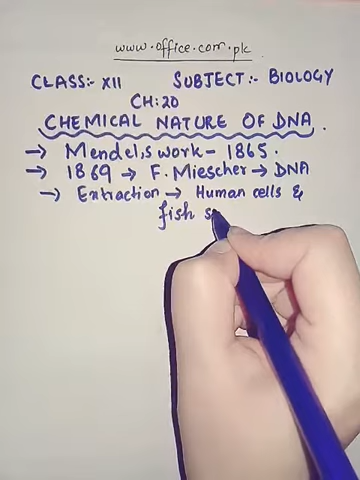 www.office.com.pk
CLASS:- XII SUBJECT:- BIOLOGY
CH:20
CHEMICAL NATURE OF DNA.
→ Mendel,s work - 1865.
→ 1869 → F. Miescher → DNA
→ Extraction → Human cells &
fish s